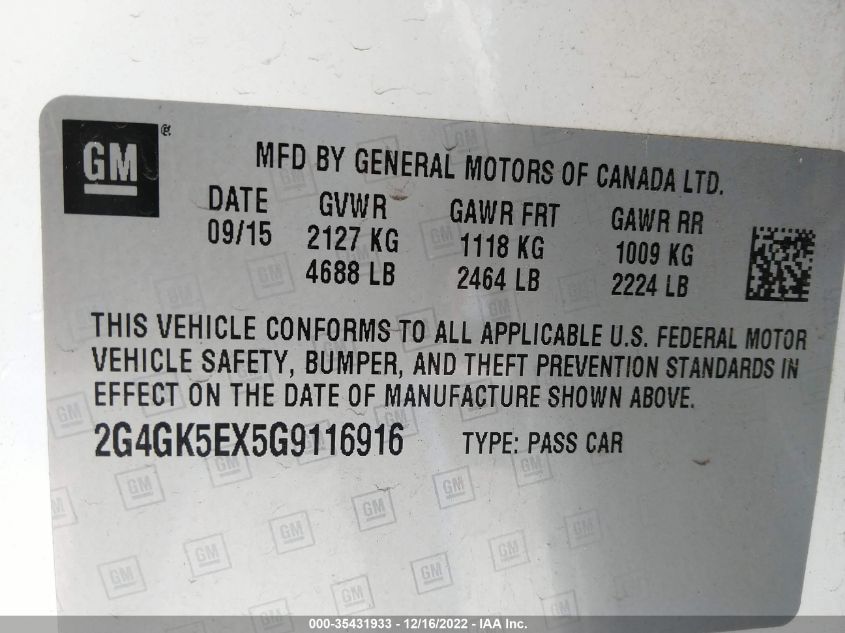 GM ®
MFD BY GENERAL MOTORS OF CANADA LTD.
DATE GVWR GAWR FRT GAWR RR
09/15 2127 KG 1118 KG 1009 KG
4688 LB 2464 LB 2224 LB
THIS VEHICLE CONFORMS TO ALL APPLICABLE U.S. FEDERAL MOTOR
VEHICLE SAFETY, BUMPER, AND THEFT PREVENTION STANDARDS IN
EFFECT ON THE DATE OF MANUFACTURE SHOWN ABOVE.
2G4GK5EX5G9116916 TYPE: PASS CAR
000-35431933 - 12/16/2022 - IAA Inc.